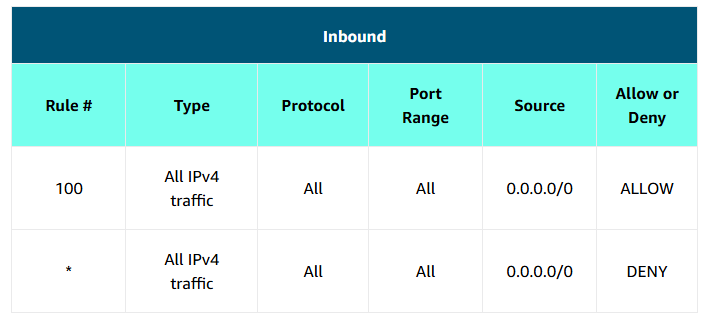 Inbound
Rule # Type Protocol Port Range Source Allow or Deny
100 All IPv4 traffic All All 0.0.0.0/0 ALLOW
* All IPv4 traffic All All 0.0.0.0/0 DENY